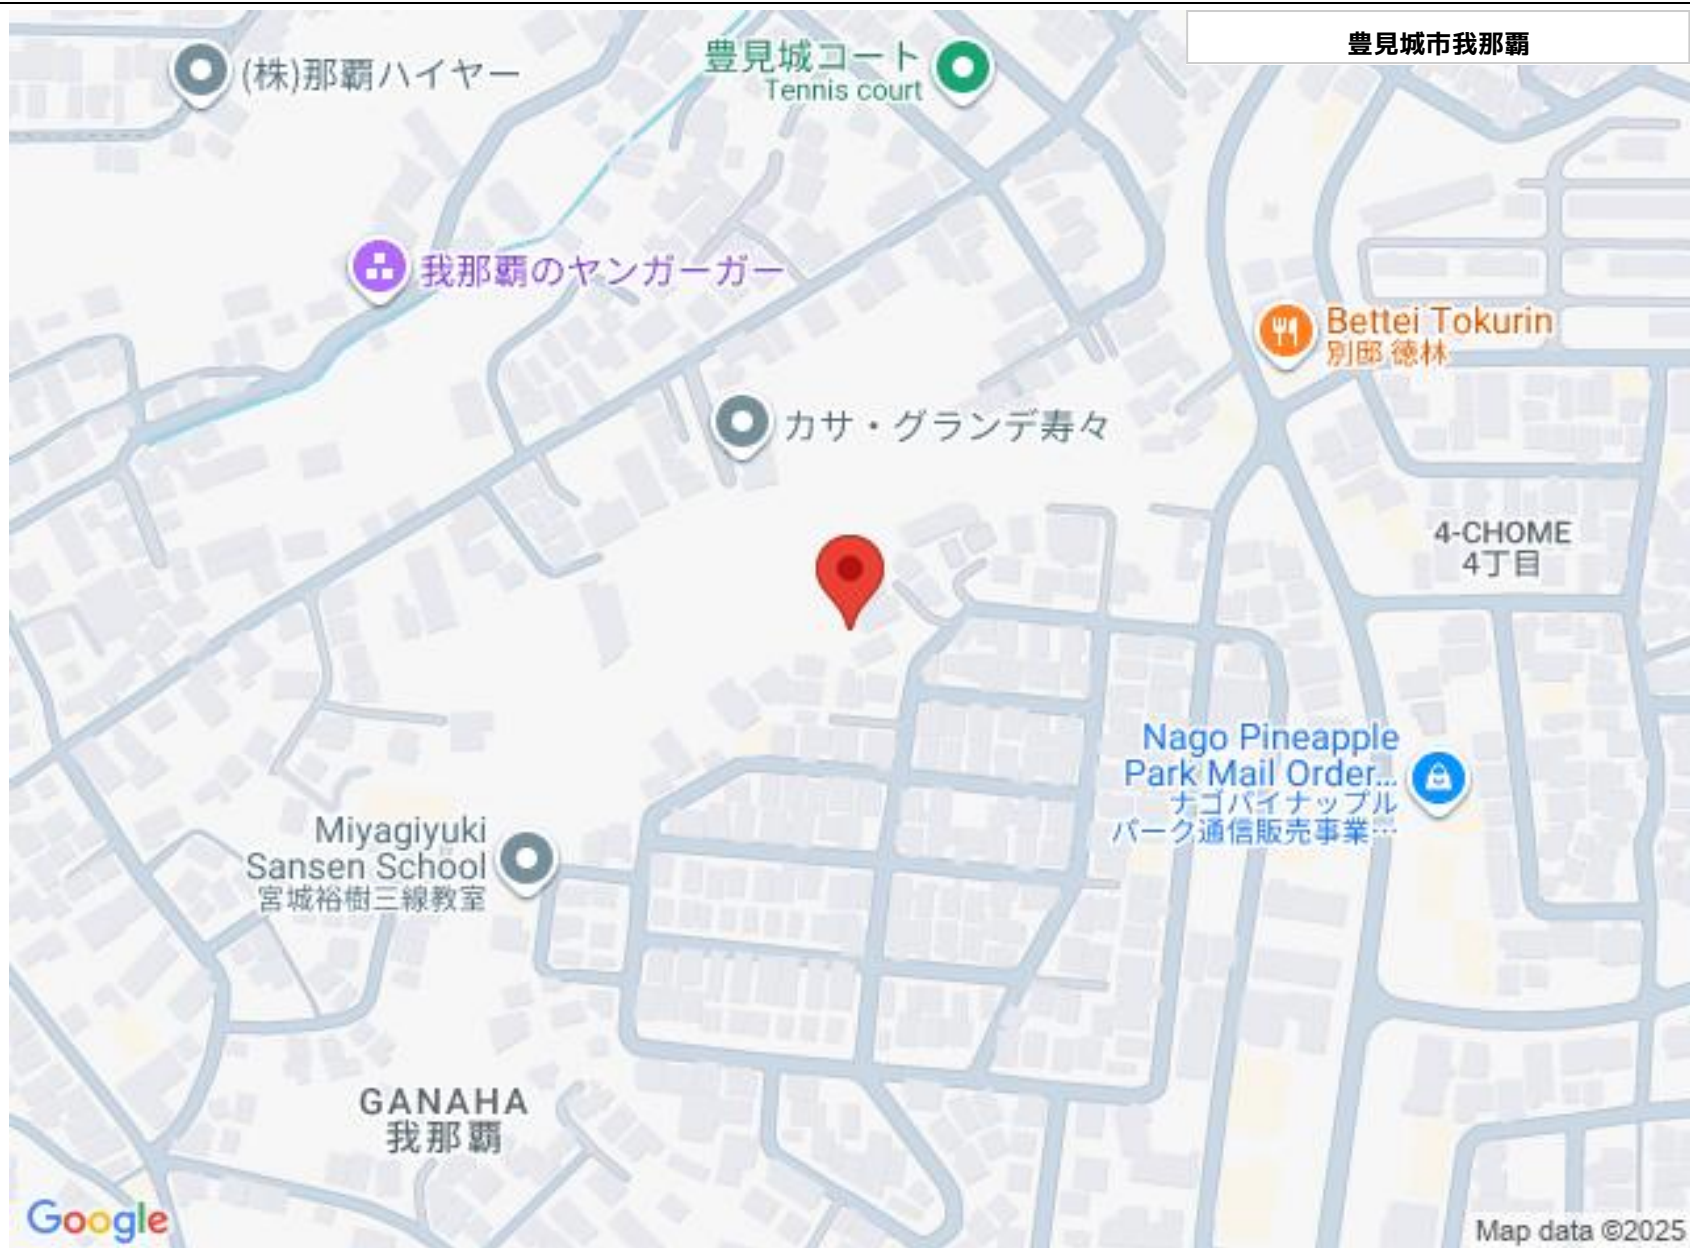 豊見城市我那覇
(株)那覇ハイヤー
豊見城コート
Tennis court
我那覇のヤンガーガー
Bettei Tokurin
別邸 徳林
カサ・グランデ寿々
4-CHOME
4丁目
Nago Pineapple
Park Mail Order...
ナゴパイナップル
パーク通信販売事業…
Miyagiyuki
Sansen School
宮城裕樹三線教室
GANAHA
我那覇
Google
Map data ©2025